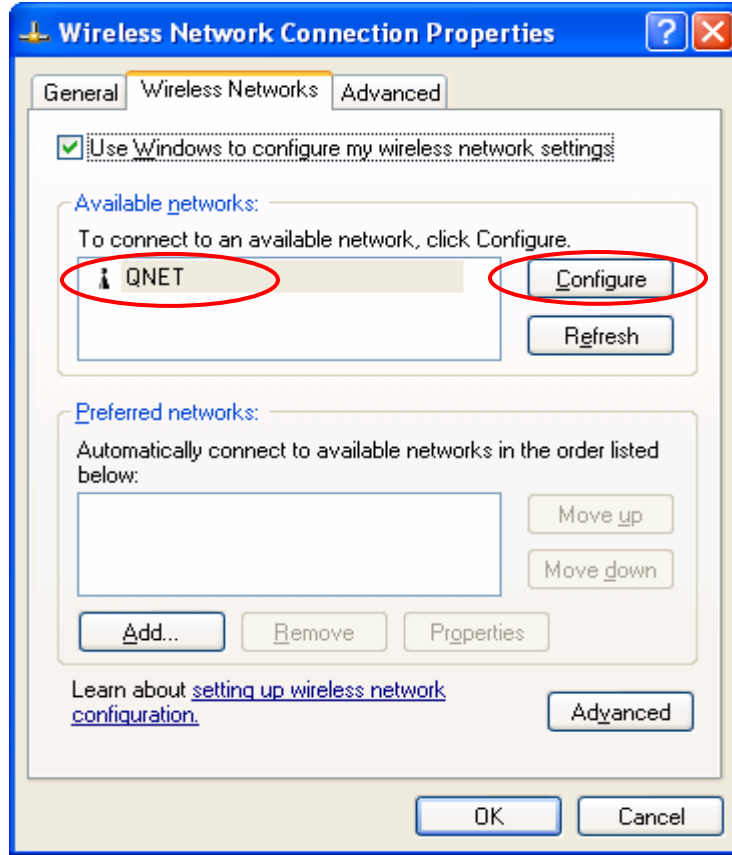 Wireless Network Connection Properties
General Wireless Networks Advanced
Use Windows to configure my wireless network settings
Available networks:
To connect to an available network, click Configure.
QNET
Configure
Refresh
Preferred networks:
Automatically connect to available networks in the order listed
below:
Move up
Move down
Add... Remove Properties
Learn about setting up wireless network
configuration.
Advanced
OK Cancel